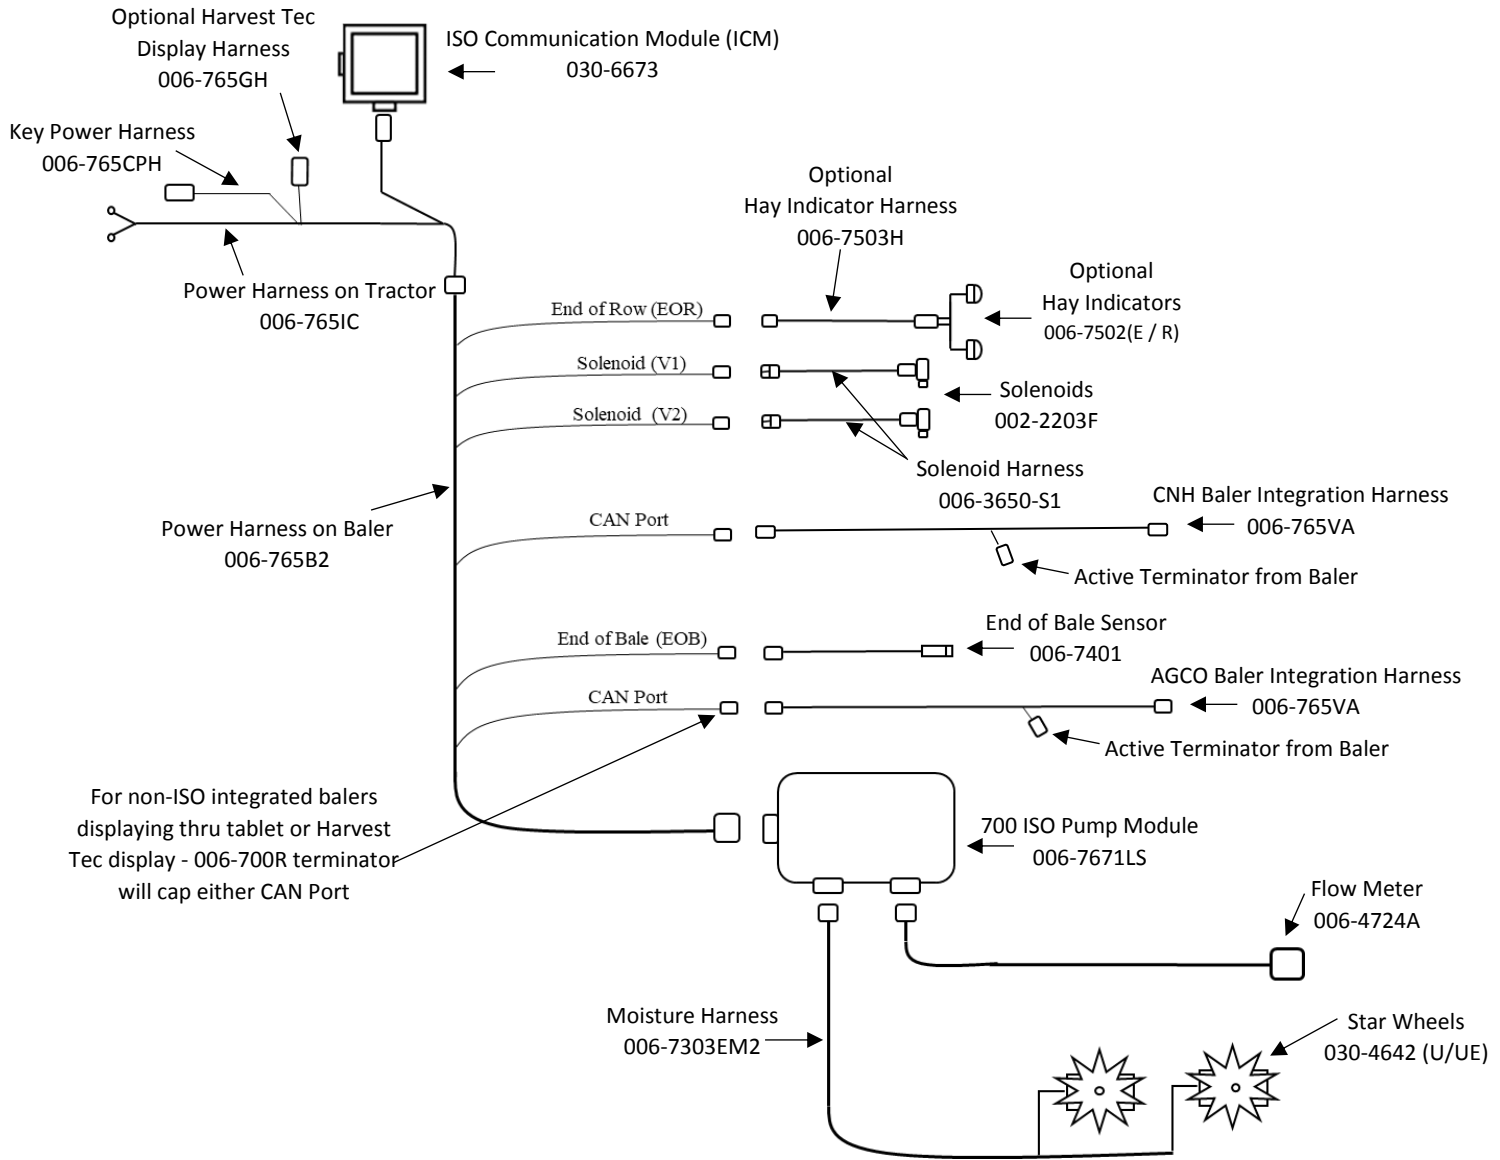 Optional Harvest Tec
Display Harness
006-765GH
ISO Communication Module (ICM)
030-6673
Key Power Harness
006-765CPH
Power Harness on Tractor
006-765IC
Optional
Hay Indicator Harness
006-7503H
Optional
Hay Indicators
006-7502(E / R)
End of Row (EOR)
Solenoid (V1)
Solenoid (V2)
Solenoids
002-2203F
Solenoid Harness
006-3650-S1
CNH Baler Integration Harness
006-765VA
Power Harness on Baler
006-765B2
CAN Port
Active Terminator from Baler
End of Bale (EOB)
End of Bale Sensor
006-7401
CAN Port
AGCO Baler Integration Harness
006-765VA
Active Terminator from Baler
For non-ISO integrated balers
displaying thru tablet or Harvest
Tec display - 006-700R terminator
will cap either CAN Port
700 ISO Pump Module
006-7671LS
Flow Meter
006-4724A
Moisture Harness
006-7303EM2
Star Wheels
030-4642 (U/UE)